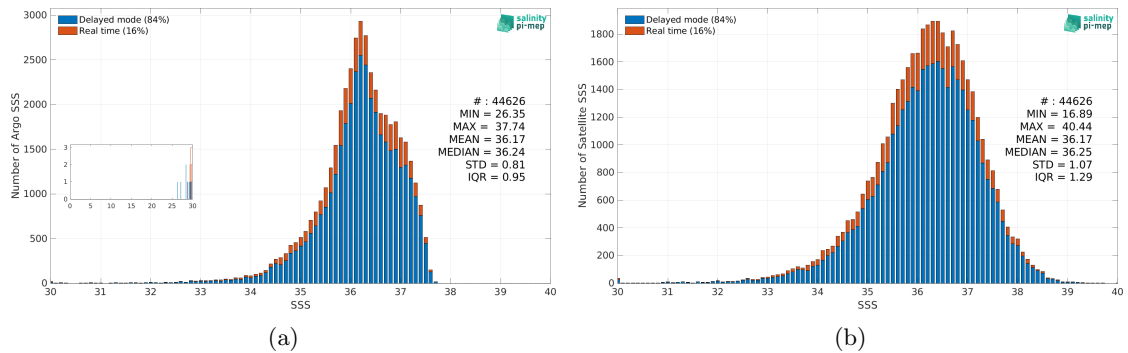 Delayed mode (84%)
Real time (16%)
salinity
pi-mep
3000
2500
2000
1500
1000
500
0
Number of Argo SSS
# : 44626
MIN = 26.35
MAX = 37.74
MEAN = 36.17
MEDIAN = 36.24
STD = 0.81
IQR = 0.95
3
2
1
0
0 5 10 15 20 25 30
30 31 32 33 34 35 36 37 38 39 40
SSS
(a)
Delayed mode (84%)
Real time (16%)
salinity
pi-mep
1800
1600
1400
1200
1000
800
600
400
200
0
Number of Satellite SSS
# : 44626
MIN = 16.89
MAX = 40.44
MEAN = 36.17
MEDIAN = 36.25
STD = 1.07
IQR = 1.29
30 31 32 33 34 35 36 37 38 39 40
SSS
(b)